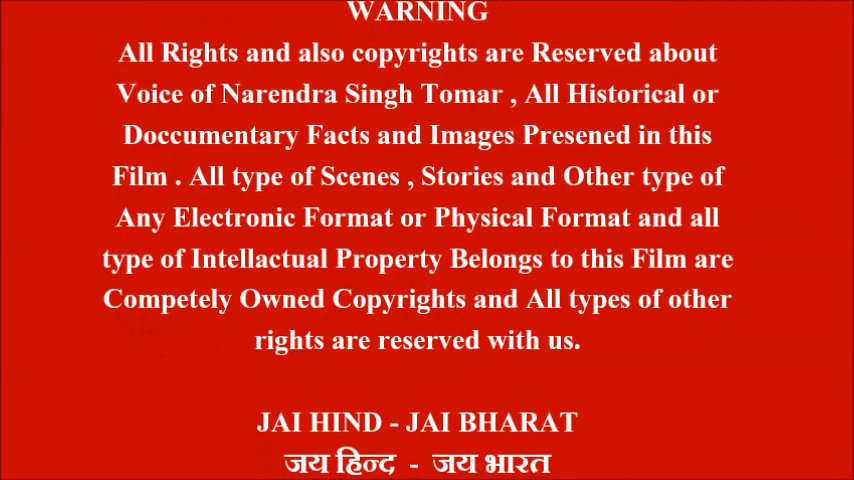 WARNING
All Rights and also copyrights are Reserved about
Voice of Narendra Singh Tomar , All Historical or
Doccumentary Facts and Images Presened in this
Film . All type of Scenes , Stories and Other type of
Any Electronic Format or Physical Format and all
type of Intellactual Property Belongs to this Film are
Competely Owned Copyrights and All types of other
rights are reserved with us.
JAI HIND - JAI BHARAT
जय हिन्द - जय भारत